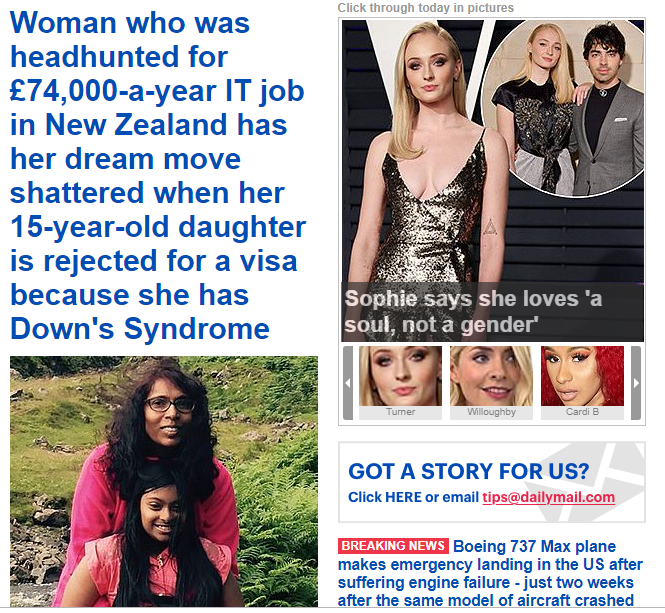 Woman who was
headhunted for
£74,000-a-year IT job
in New Zealand has
her dream move
shattered when her
15-year-old daughter
is rejected for a visa
because she has
Down's Syndrome
Click through today in pictures
Sophie says she loves 'a
soul, not a gender'
Turner
Willoughby
Cardi B
GOT A STORY FOR US?
Click HERE or email tips@dailymail.com
BREAKING NEWS Boeing 737 Max plane
makes emergency landing in the US after
suffering engine failure - just two weeks
after the same model of aircraft crashed